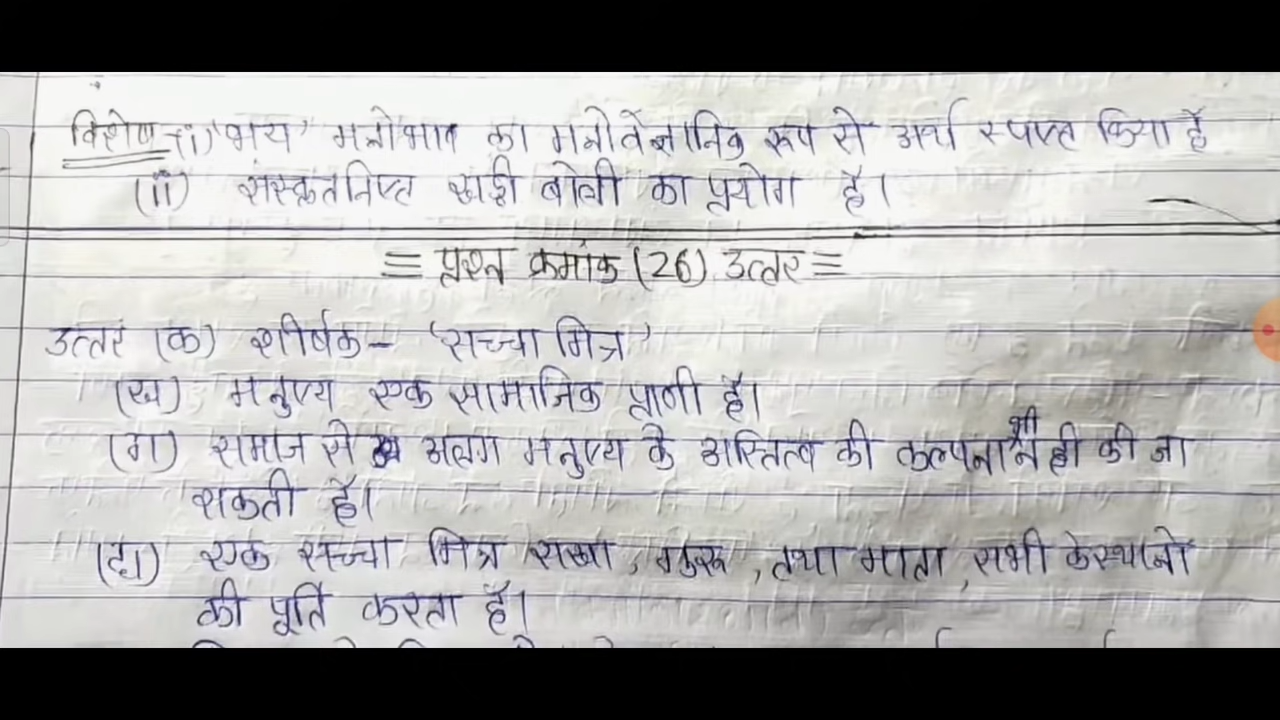 विशेष-(i) 'भय' मनोभाव का मनोवैज्ञानिक रूप से अर्थ स्पष्ट किया है
(ii) संस्कृतनिष्ट खड़ी बोली का प्रयोग है।
= प्रश्न क्रमांक (26) उत्तर =
उत्तर (क) शीर्षक- 'सच्चा मित्र'
(ख) मनुष्य एक सामाजिक प्राणी है।
(ग) समाज से अलग मनुष्य के अस्तित्व की कल्पना भी नही की जा
सकती है।
(घ) एक सच्चा मित्र सखा, गुरू, तथा माता, सभी के स्थानो
की पूर्ति करता है।